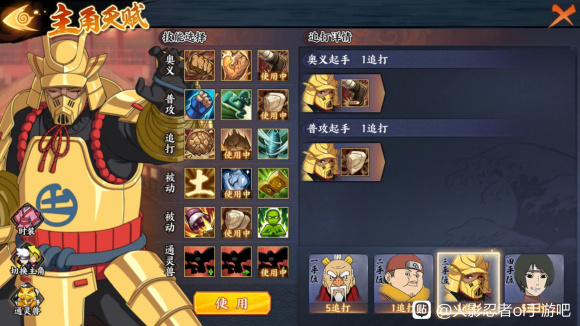 主角天赋
技能选择
追打详情
奥义
使用中
奥义起手 1追打
普攻
使用中
普攻起手 1追打
追打
使用中
被动
土
使用中
被动
使用中
时装
切换主角
通灵兽
使用中
通灵兽
使用
一手位
二手位
三手位
四手位
5追打
1追打
贴 @火影忍者ol手游吧